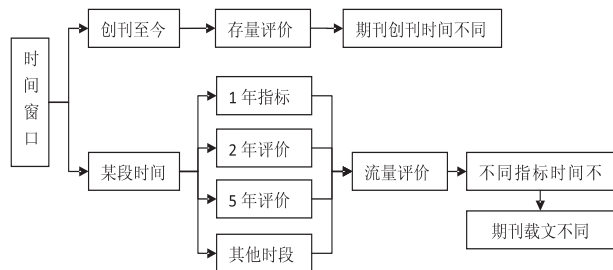 时间窗口
创刊至今
存量评价
期刊创刊时间不同
某段时间
1 年指标
2 年评价
5 年评价
其他时段
流量评价
不同指标时间不
期刊载文不同